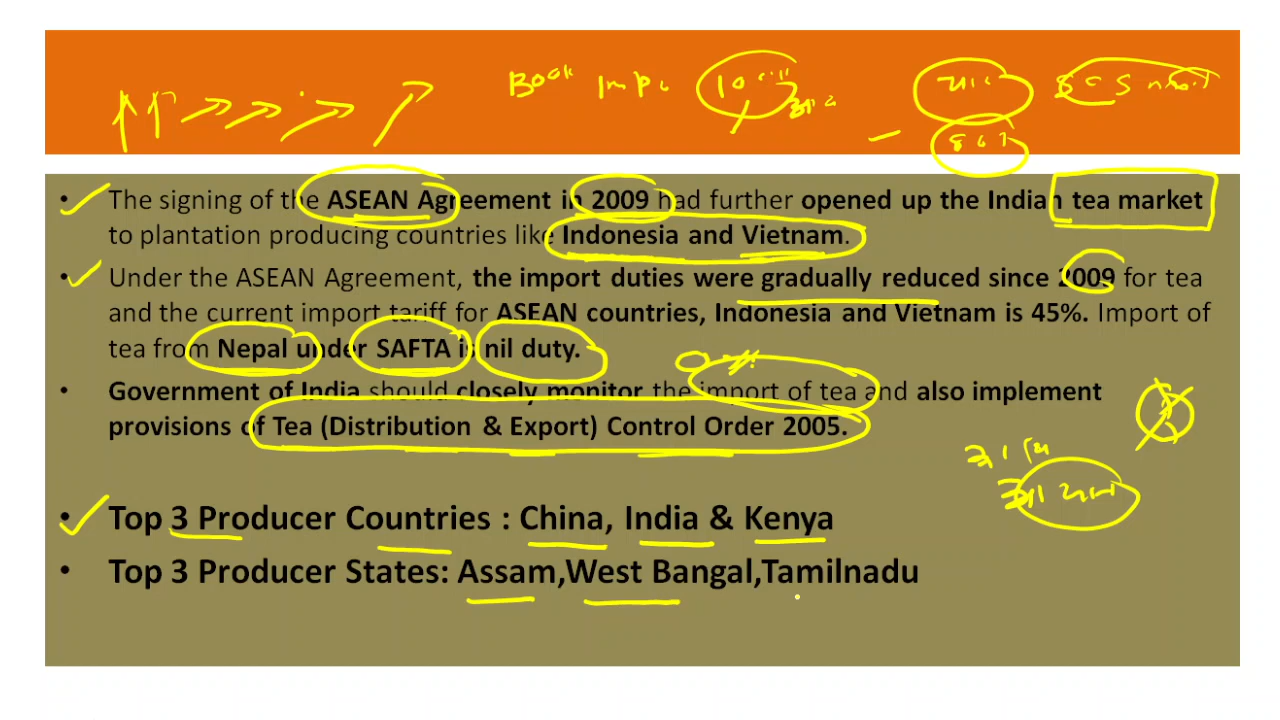 Book Imp
• The signing of the ASEAN Agreement in 2009 had further opened up the Indian tea market
to plantation producing countries like Indonesia and Vietnam.
• Under the ASEAN Agreement, the import duties were gradually reduced since 2009 for tea
and the current import tariff for ASEAN countries, Indonesia and Vietnam is 45%. Import of
tea from Nepal under SAFTA is nil duty.
• Government of India should closely monitor the import of tea and also implement
provisions of Tea (Distribution & Export) Control Order 2005.
• Top 3 Producer Countries : China, India & Kenya
• Top 3 Producer States: Assam,West Bangal,Tamilnadu